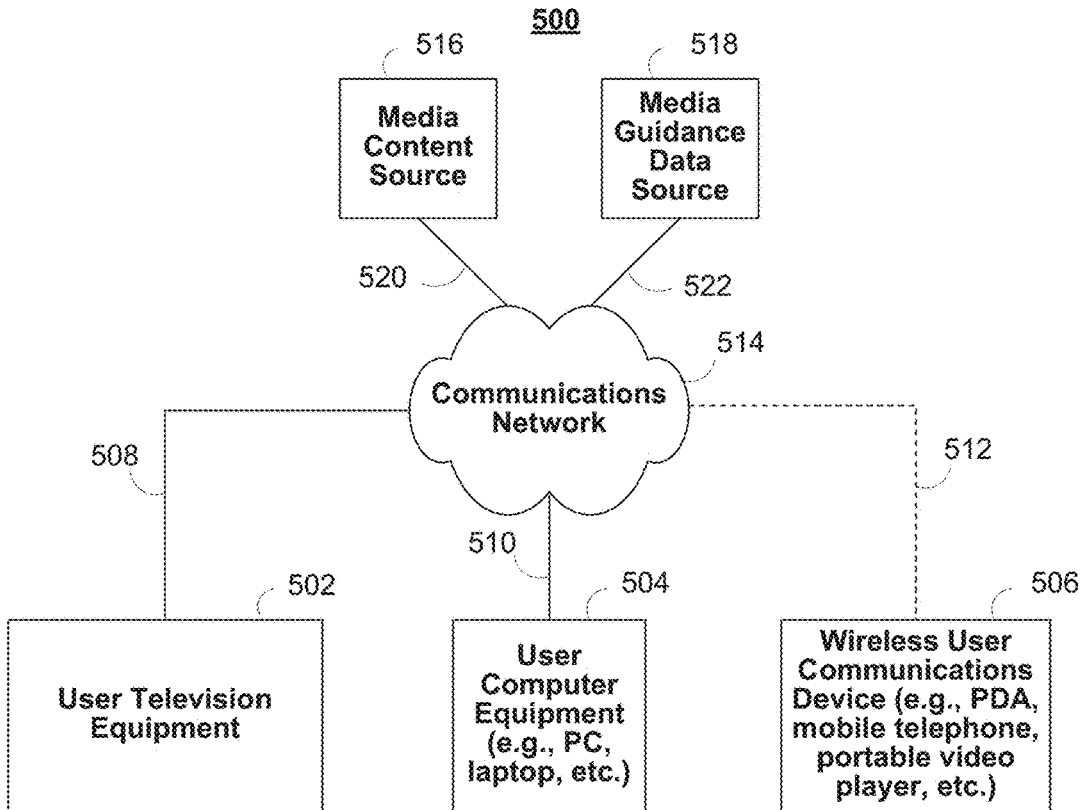 500
516
518
Media
Content
Source
Media
Guidance
Data
Source
520
522
514
Communications
Network
508
512
510
502
504
506
User Television
Equipment
User
Computer
Equipment
(e.g., PC,
laptop, etc.)
Wireless User
Communications
Device (e.g., PDA,
mobile telephone,
portable video
player, etc.)